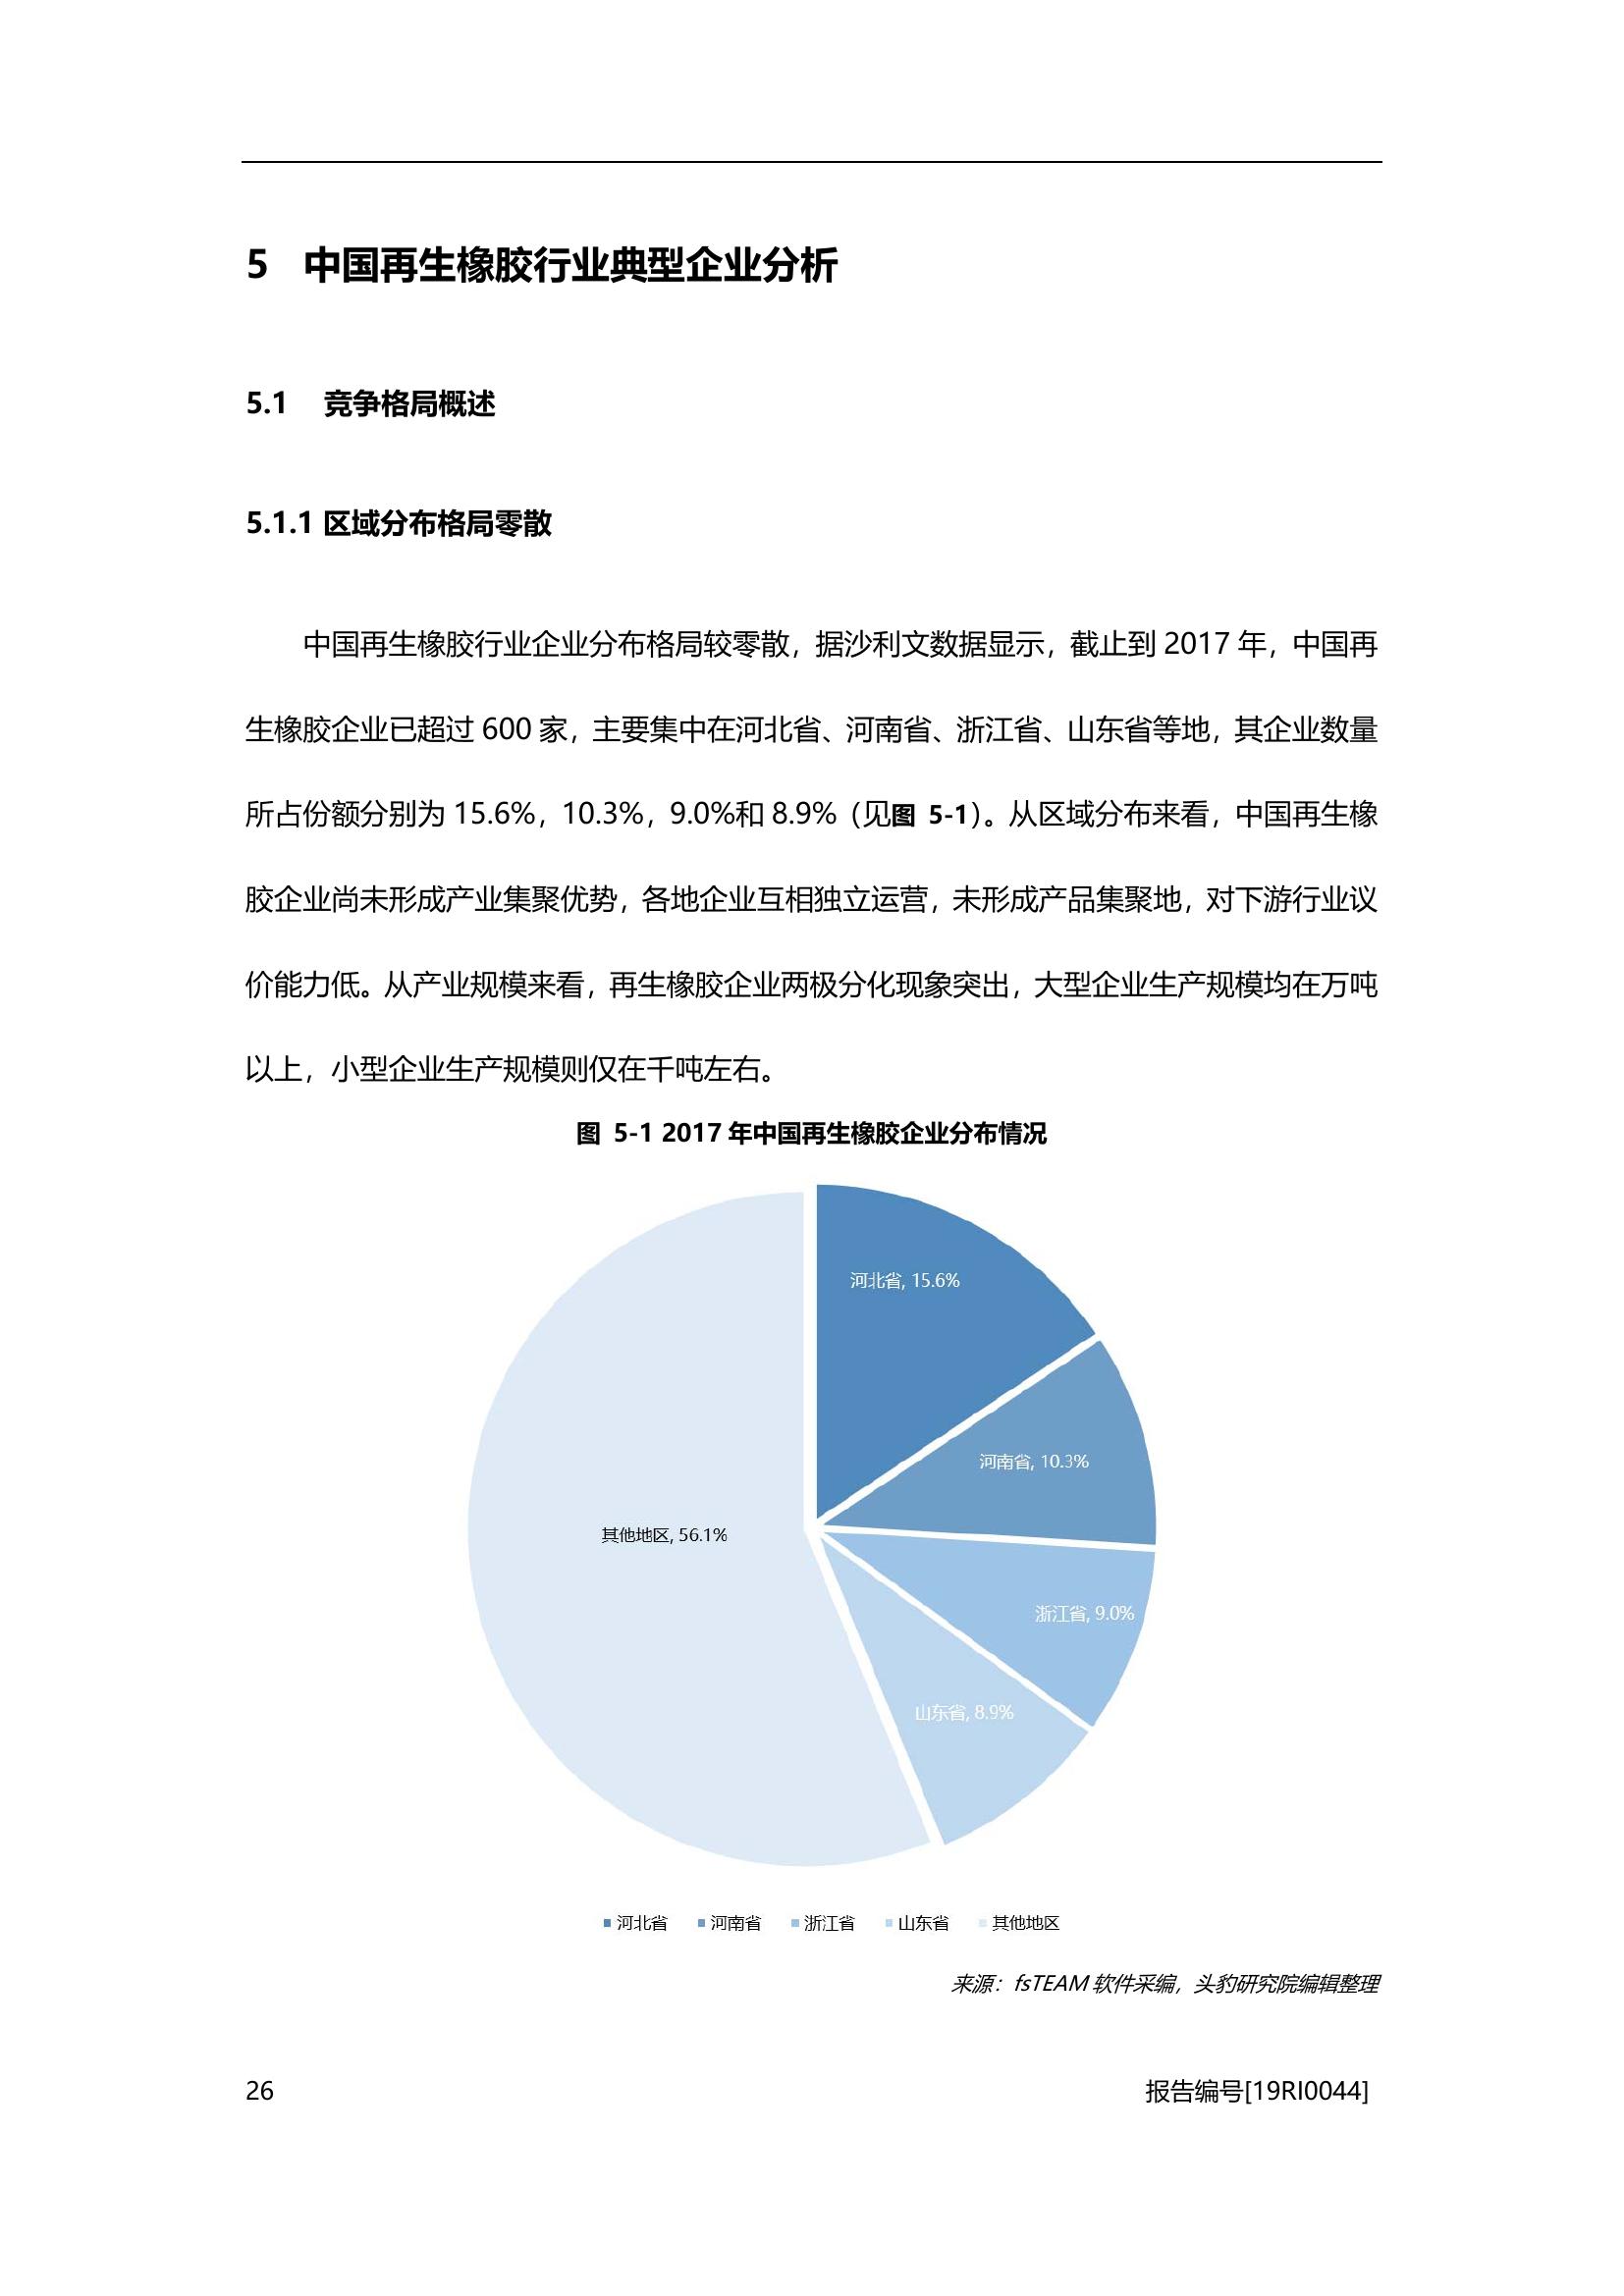 5 中国再生橡胶行业典型企业分析
5.1 竞争格局概述
5.1.1 区域分布格局零散
中国再生橡胶行业企业分布格局较零散，据沙利文数据显示，截止到 2017 年，中国再
生橡胶企业已超过 600 家，主要集中在河北省、河南省、浙江省、山东省等地，其企业数量
所占份额分别为 15.6%，10.3%，9.0%和 8.9%（见图 5-1）。从区域分布来看，中国再生橡
胶企业尚未形成产业集聚优势，各地企业互相独立运营，未形成产品集聚地，对下游行业议
价能力低。从产业规模来看，再生橡胶企业两极分化现象突出，大型企业生产规模均在万吨
以上，小型企业生产规模则仅在千吨左右。
图 5-1 2017 年中国再生橡胶企业分布情况
河北省, 15.6%
河南省, 10.3%
其他地区, 56.1%
浙江省, 9.0%
山东省, 8.9%
河北省 河南省 浙江省 山东省 其他地区
来源：fsTEAM 软件采编，头豹研究院编辑整理
26 报告编号[19RI0044]